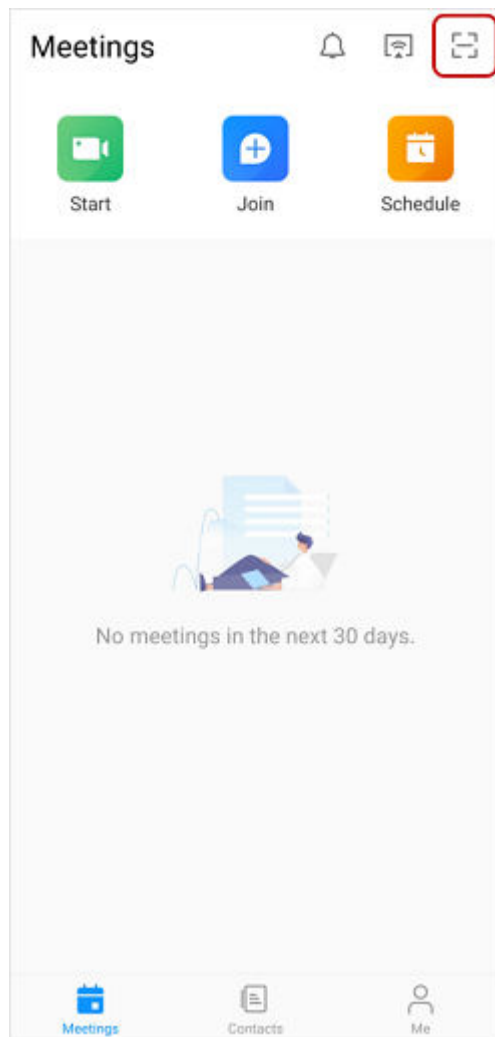 Meetings
Start
Join
Schedule
No meetings in the next 30 days.
Meetings
Contacts
Me